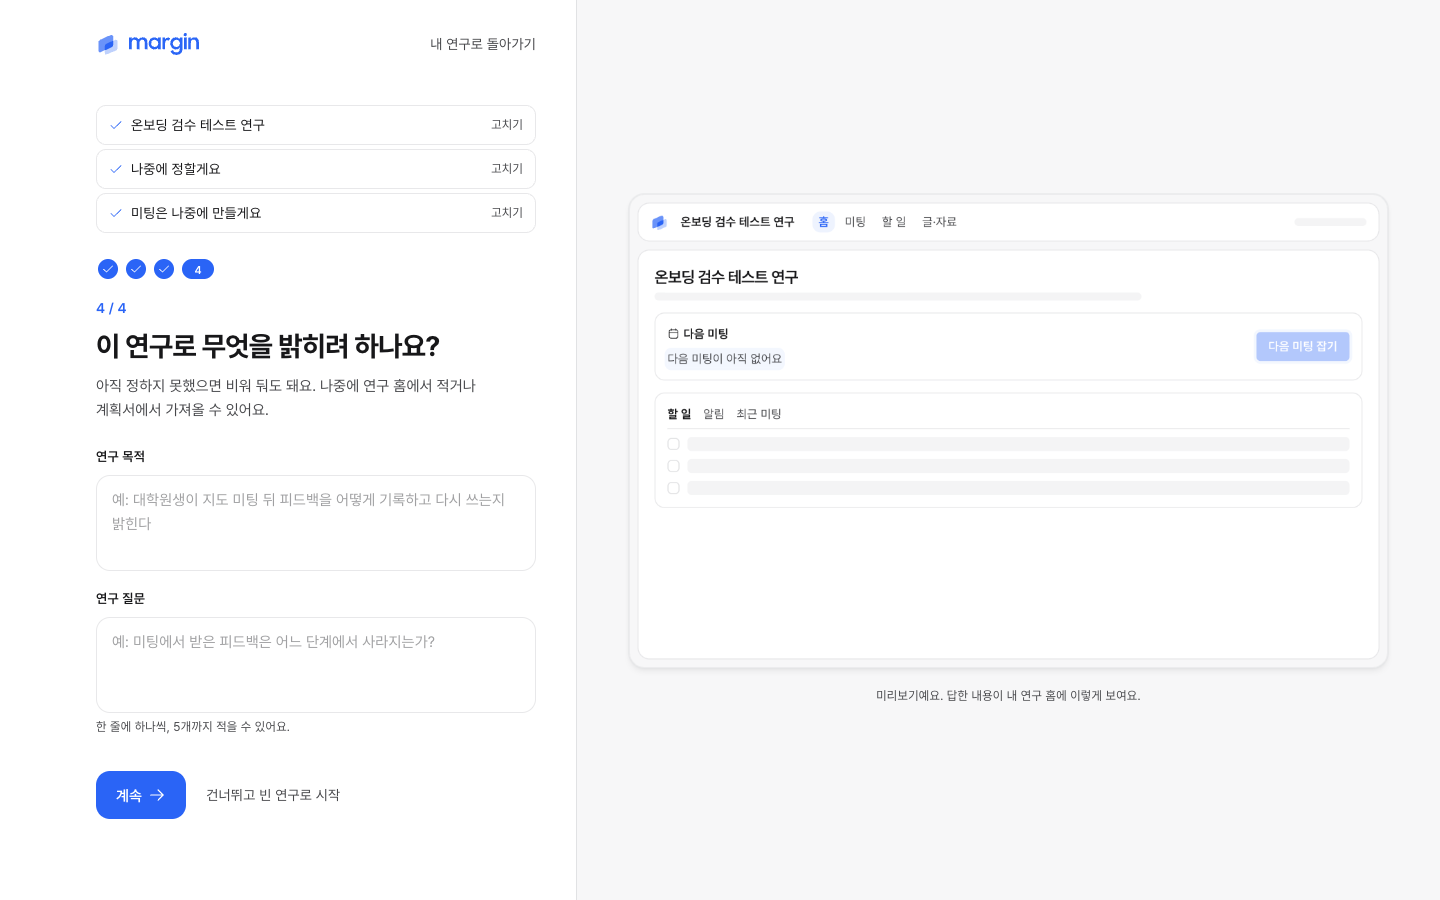 margin
내 연구로 돌아가기
온보딩 검수 테스트 연구
고치기
나중에 정할게요
고치기
미팅은 나중에 만들게요
고치기
4
4 / 4
이 연구로 무엇을 밝히려 하나요?
아직 정하지 못했으면 비워 둬도 돼요. 나중에 연구 홈에서 적거나
계획서에서 가져올 수 있어요.
연구 목적
예: 대학원생이 지도 미팅 뒤 피드백을 어떻게 기록하고 다시 쓰는지
밝힌다
연구 질문
예: 미팅에서 받은 피드백은 어느 단계에서 사라지는가?
한 줄에 하나씩, 5개까지 적을 수 있어요.
계속
건너뛰고 빈 연구로 시작
온보딩 검수 테스트 연구
홈
미팅
할 일
글·자료
온보딩 검수 테스트 연구
다음 미팅
다음 미팅이 아직 없어요
다음 미팅 잡기
할 일
알림
최근 미팅
미리보기예요. 답한 내용이 내 연구 홈에 이렇게 보여요.